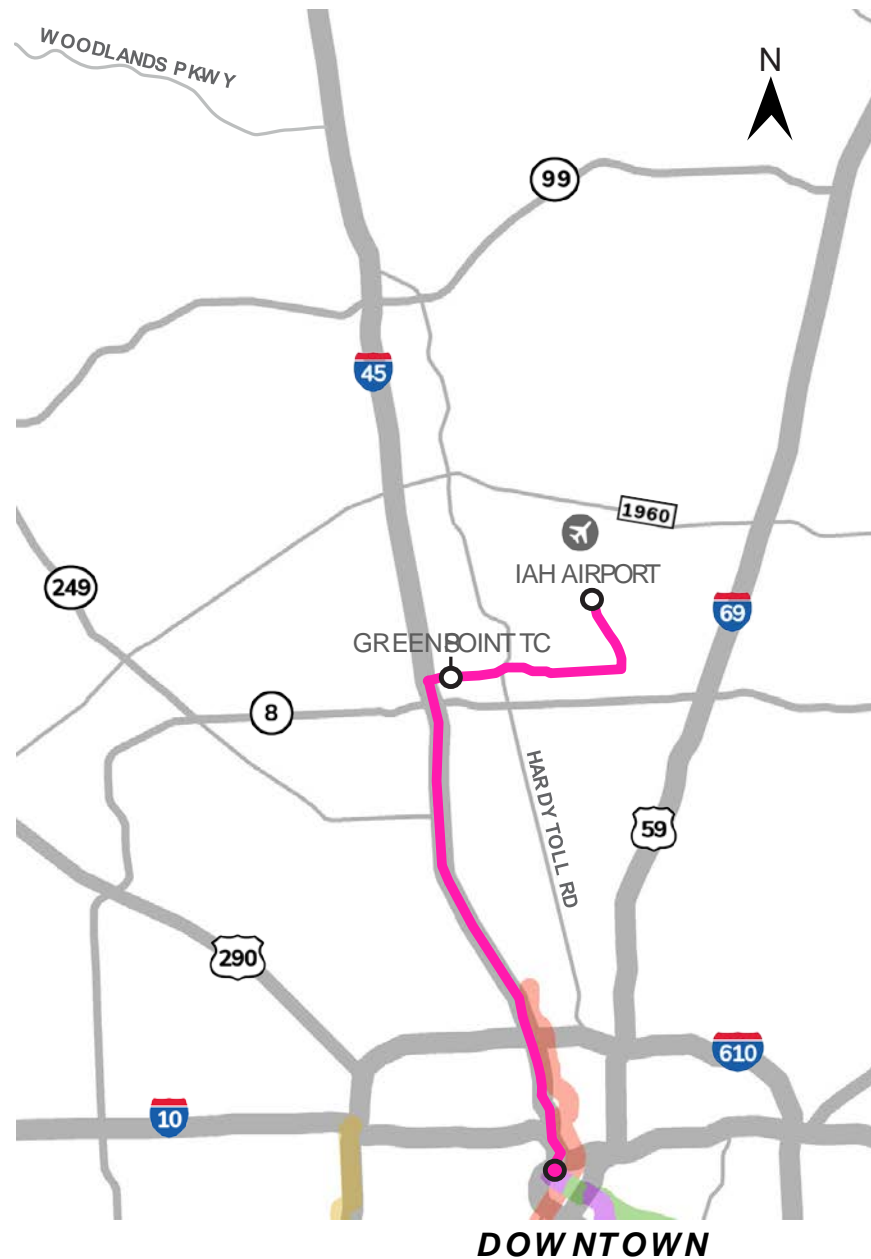 WOODLANDS PKWY
N
99
45
1960
IAH AIRPORT
249
69
GREENSPOINT TC
8
HARDY TOLL RD
59
290
610
10
DOWNTOWN